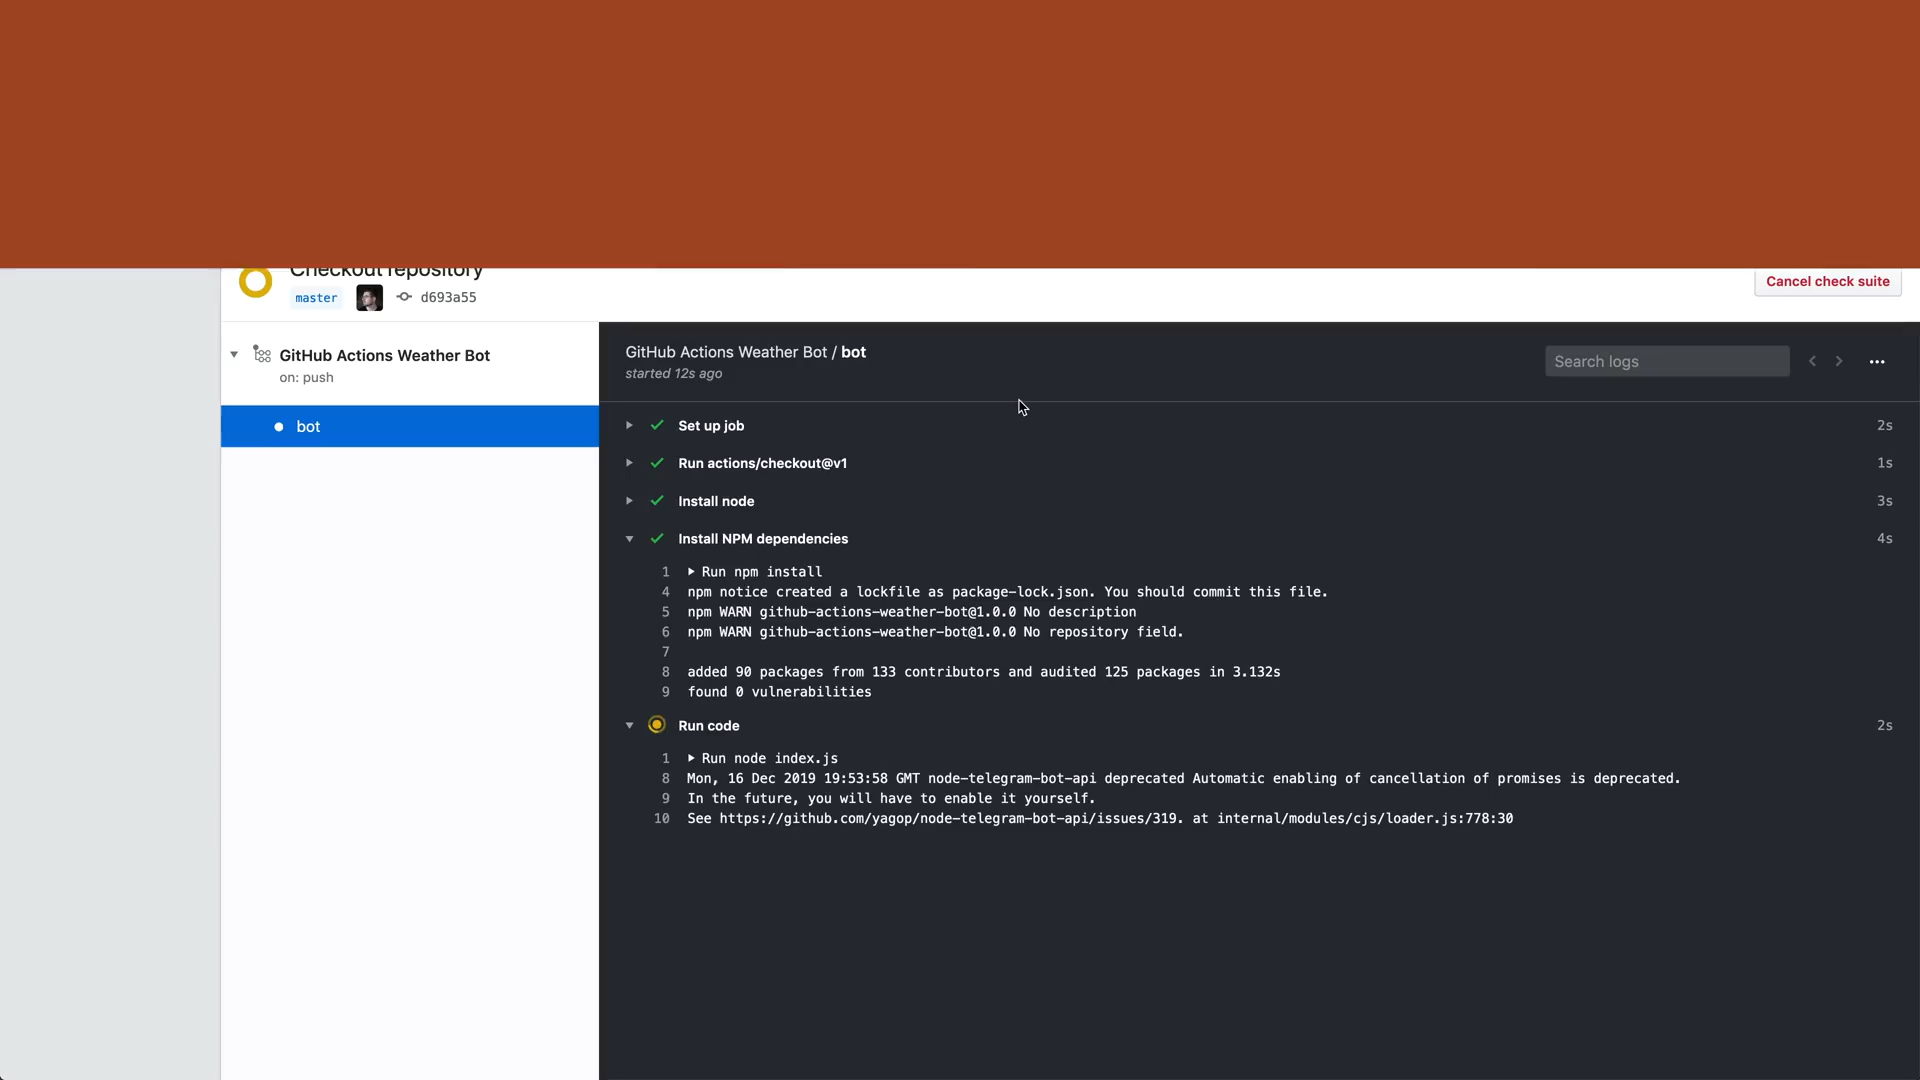 Checkout repository
master d693a55
Cancel check suite
GitHub Actions Weather Bot
on: push
bot
GitHub Actions Weather Bot / bot
started 12s ago
Search logs
Set up job 2s
Run actions/checkout@v1 1s
Install node 3s
Install NPM dependencies 4s
1 Run npm install
4 npm notice created a lockfile as package-lock.json. You should commit this file.
5 npm WARN github-actions-weather-bot@1.0.0 No description
6 npm WARN github-actions-weather-bot@1.0.0 No repository field.
7
8 added 90 packages from 133 contributors and audited 125 packages in 3.132s
9 found 0 vulnerabilities
Run code 2s
1 Run node index.js
8 Mon, 16 Dec 2019 19:53:58 GMT node-telegram-bot-api deprecated Automatic enabling of cancellation of promises is deprecated.
9 In the future, you will have to enable it yourself.
10 See https://github.com/yagop/node-telegram-bot-api/issues/319. at internal/modules/cjs/loader.js:778:30